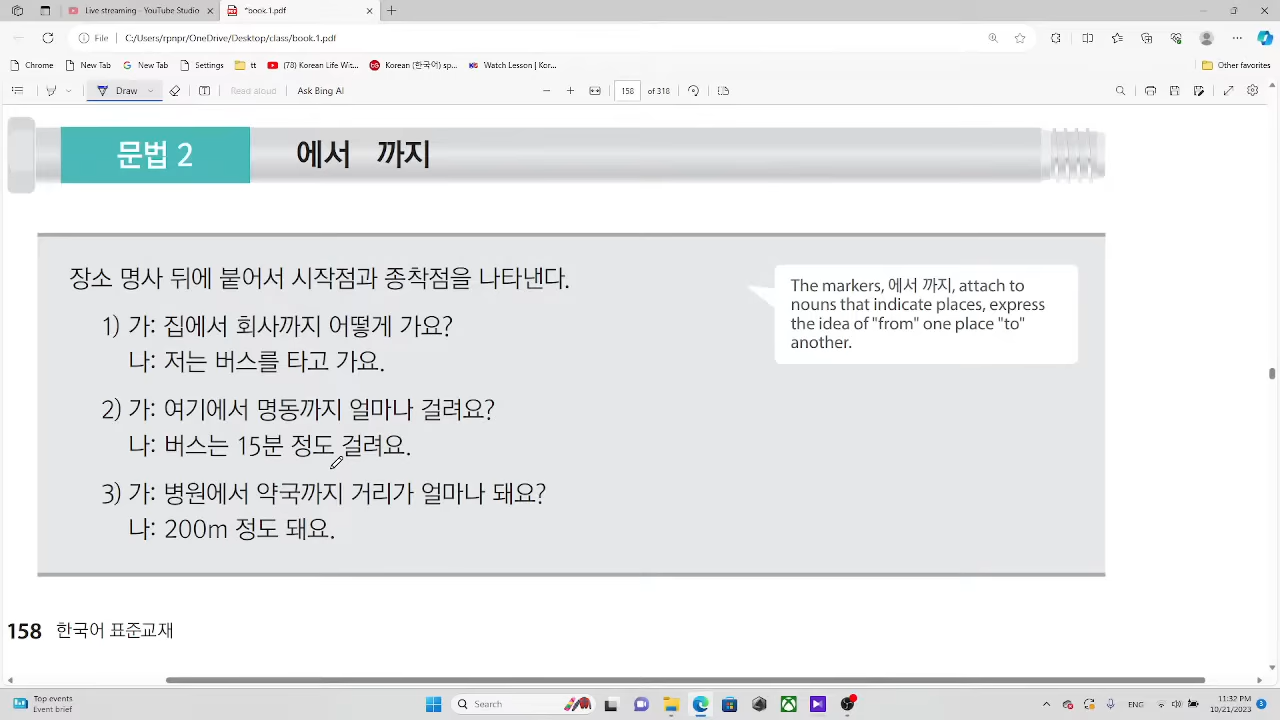 Live streaming - YouTube Studio
*book.1.pdf
File C:/Users/rpnpr/OneDrive/Desktop/class/book.1.pdf
Chrome New Tab New Tab Settings tt (78) Korean Life Wit... Korean (한국어) sp... Watch Lesson | Kor... Other favorites
Draw Read aloud Ask Bing AI 158 of 318
문법 2 에서 까지
장소 명사 뒤에 붙어서 시작점과 종착점을 나타낸다.
1) 가: 집에서 회사까지 어떻게 가요?
나: 저는 버스를 타고 가요.
2) 가: 여기에서 명동까지 얼마나 걸려요?
나: 버스는 15분 정도 걸려요.
3) 가: 병원에서 약국까지 거리가 얼마나 돼요?
나: 200m 정도 돼요.
The markers, 에서 까지, attach to
nouns that indicate places, express
the idea of "from" one place "to"
another.
158 한국어 표준교재
Top events
Event brief
Search
ENG
11:32 PM
10/21/2023
3